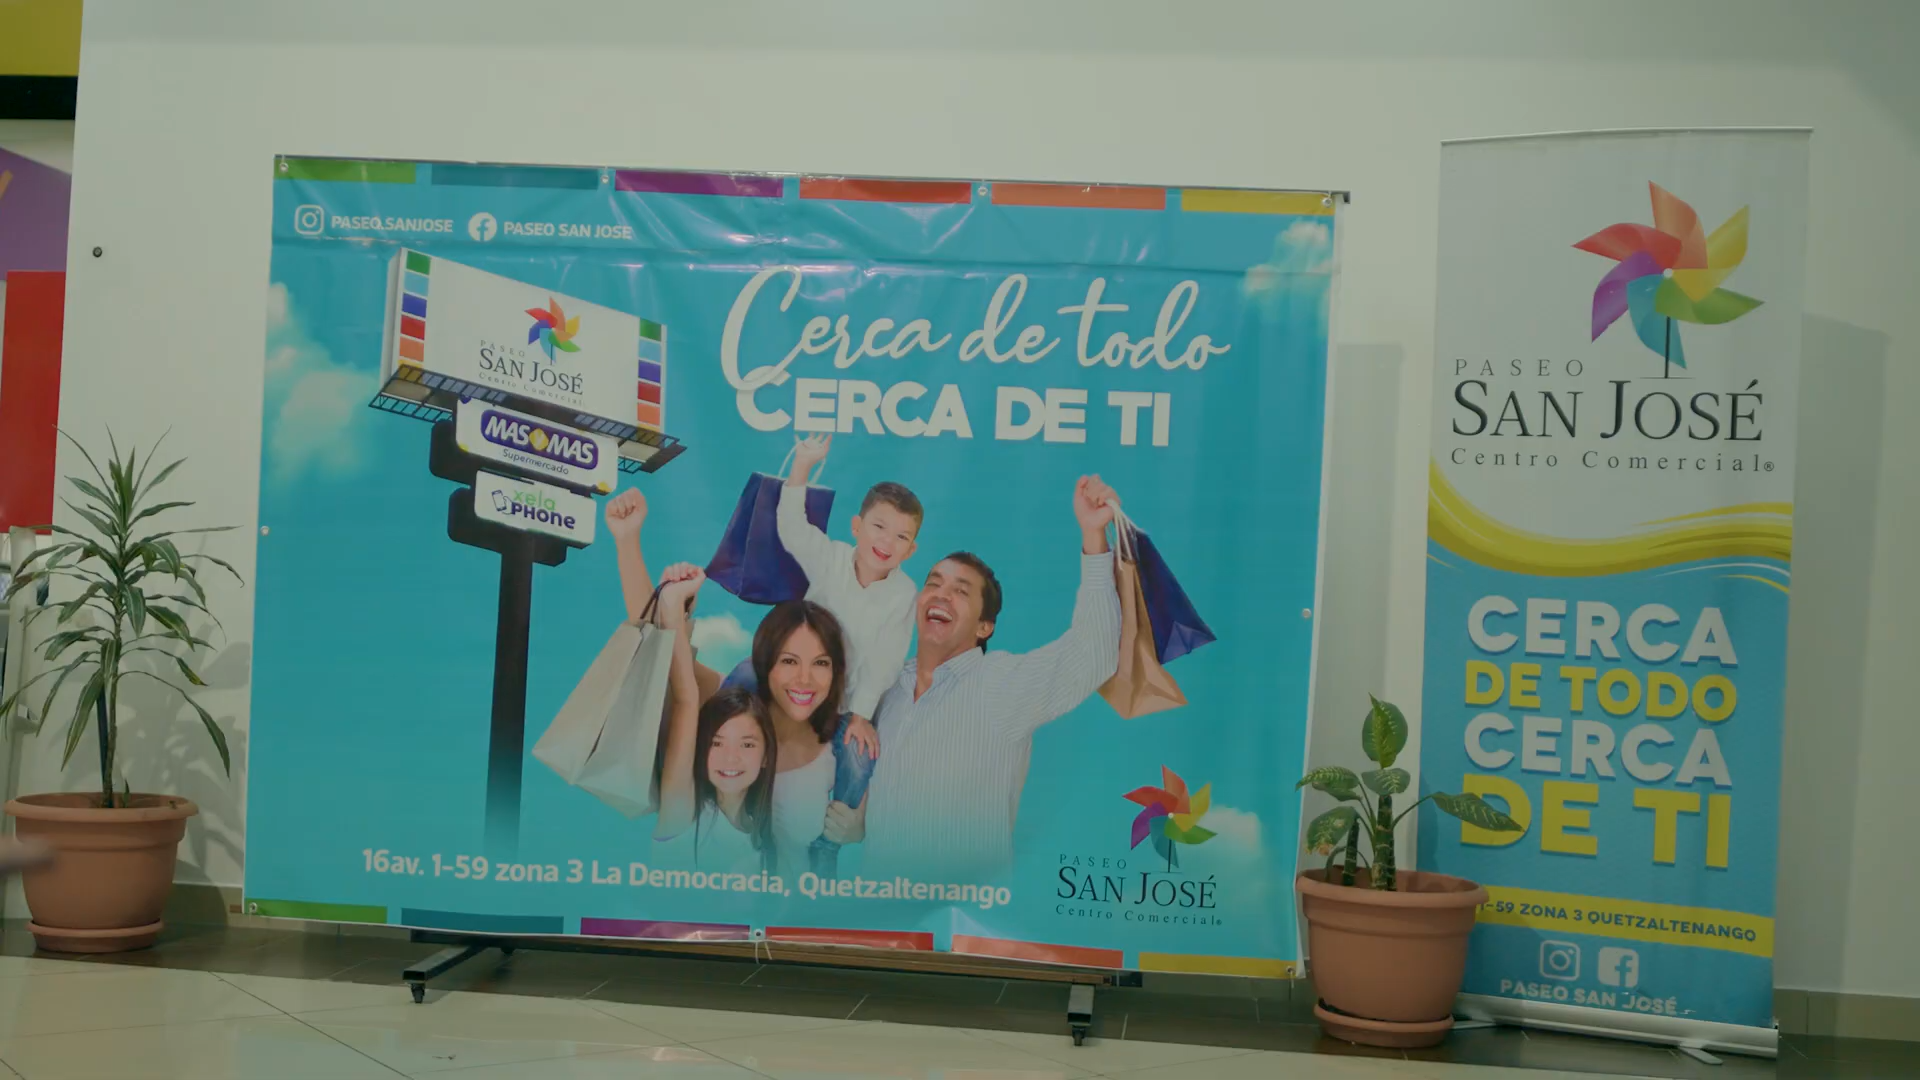 PASEO.SANJOSE PASEO SAN JOSE
PASEO
SAN JOSÉ
Centro Comercial
MAS Y MAS
Supermercado
xela
PHONE
Cerca de todo
CERCA DE TI
16av. 1-59 zona 3 La Democracia, Quetzaltenango
PASEO
SAN JOSÉ
Centro Comercial®
PASEO
SAN JOSÉ
Centro Comercial®
CERCA
DE TODO
CERCA
DE TI
1-59 ZONA 3 QUETZALTENANGO
PASEO SAN JOSÉ